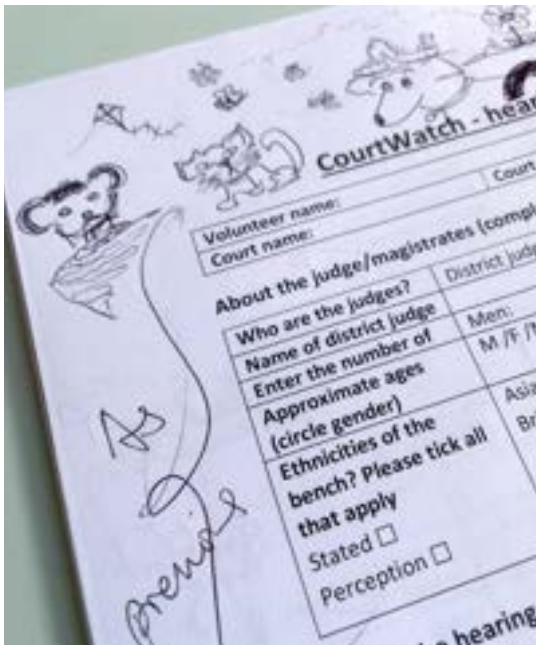 CourtWatch - hear
Volunteer name:
Court
Court name:
About the judge/magistrates (compl
Who are the judges?
District judg
Name of district judge
Enter the number of
Men:
Approximate ages
(circle gender)
M /F /
Ethnicities of the
bench? Please tick all
that apply
Asia
Br
Stated ☐
Perception ☐
As
e hearing